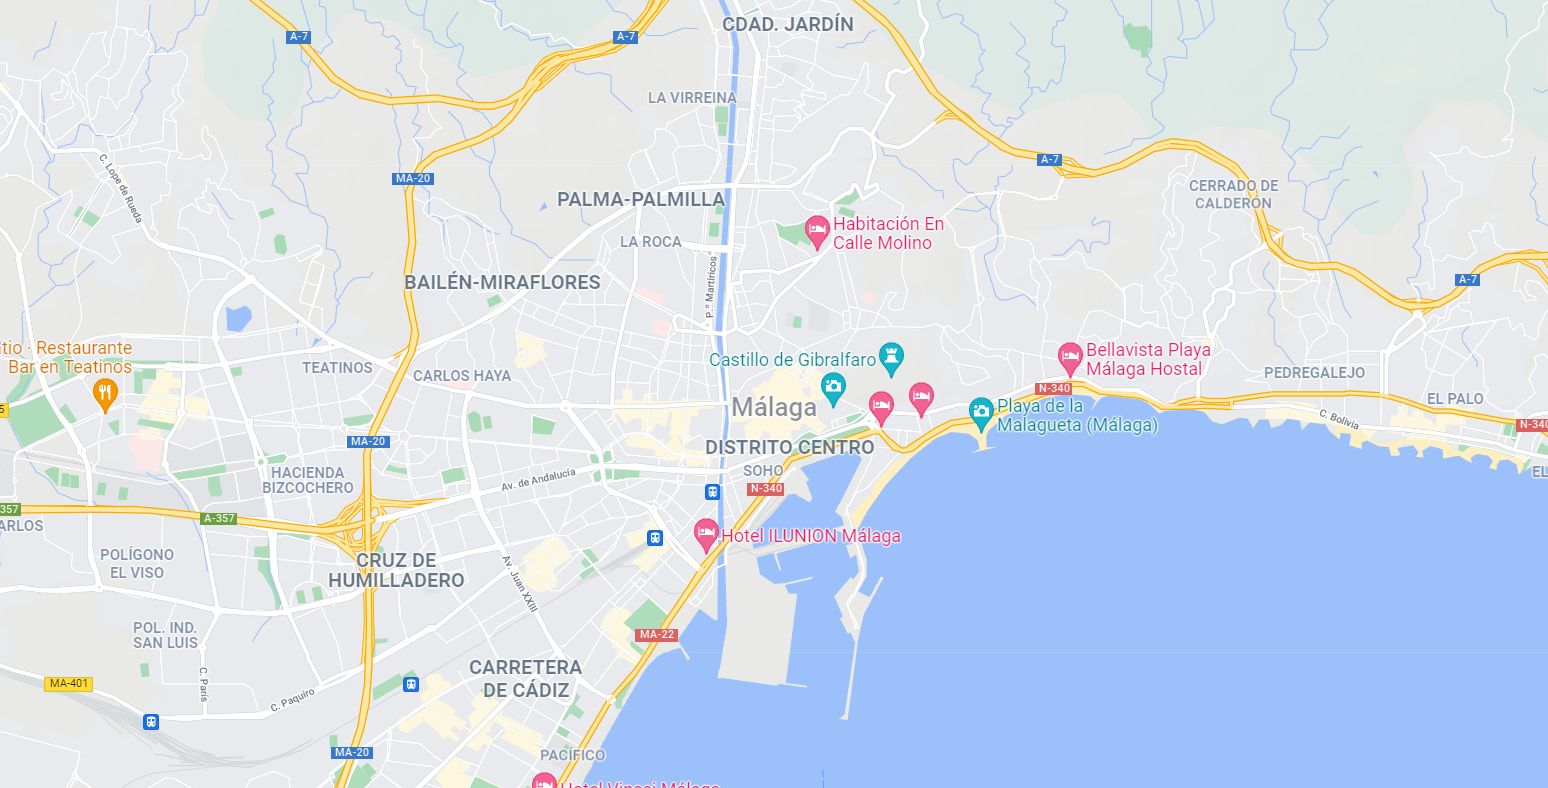 CDAD. JARDÍN
A-7
A-7
LA VIRREINA
A-7
C. Lope de Rueda
MA-20
CERRADO DE
CALDERÓN
PALMA-PALMILLA
Habitación En
Calle Molino
LA ROCA
P.º Martiricos
BAILÉN-MIRAFLORES
A-7
tio · Restaurante
Bar en Teatinos
TEATINOS
CARLOS HAYA
Castillo de Gibralfaro
Bellavista Playa
Málaga Hostal
PEDREGALEJO
N-340
5
Málaga
Playa de la
Malagueta (Málaga)
EL PALO
C. Bolivia
N-340
MA-20
DISTRITO CENTRO
SOHO
EL
HACIENDA
BIZCOCHERO
Av. de Andalucía
N-340
357
A-357
ARLOS
Hotel ILUNION Málaga
POLÍGONO
EL VISO
CRUZ DE
HUMILLADERO
Av. Juan XXIII
POL. IND.
SAN LUIS
MA-22
CARRETERA
DE CÁDIZ
MA-401
C. París
C. Paquiro
MA-20
PACÍFICO
Hotel Vincci Málaga